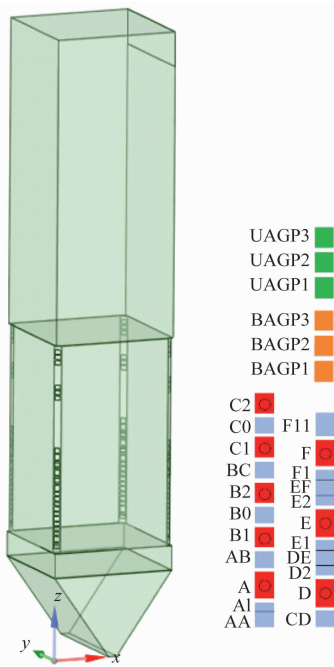 UAGP3
UAGP2
UAGP1
BAGP3
BAGP2
BAGP1
C2
C0
C1
BC
B2
B0
B1
AB
A
A1
AA
F11
F
F1
EF
E2
E
E1
DE
D2
D
CD
z
y
x